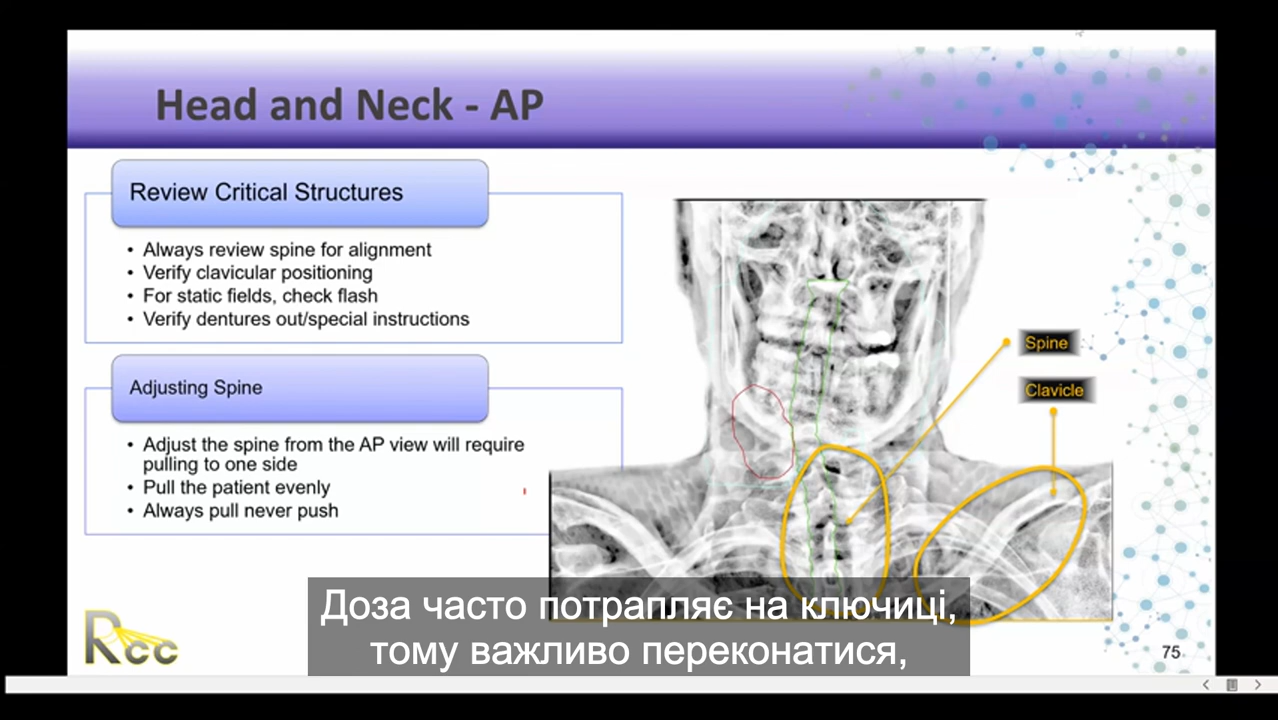 Head and Neck - AP
Review Critical Structures
• Always review spine for alignment
• Verify clavicular positioning
• For static fields, check flash
• Verify dentures out/special instructions
Adjusting Spine
• Adjust the spine from the AP view will require
pulling to one side
• Pull the patient evenly
• Always pull never push
Spine
Clavicle
Rcc
75
Доза часто потрапляє на ключиці,
тому важливо переконатися,